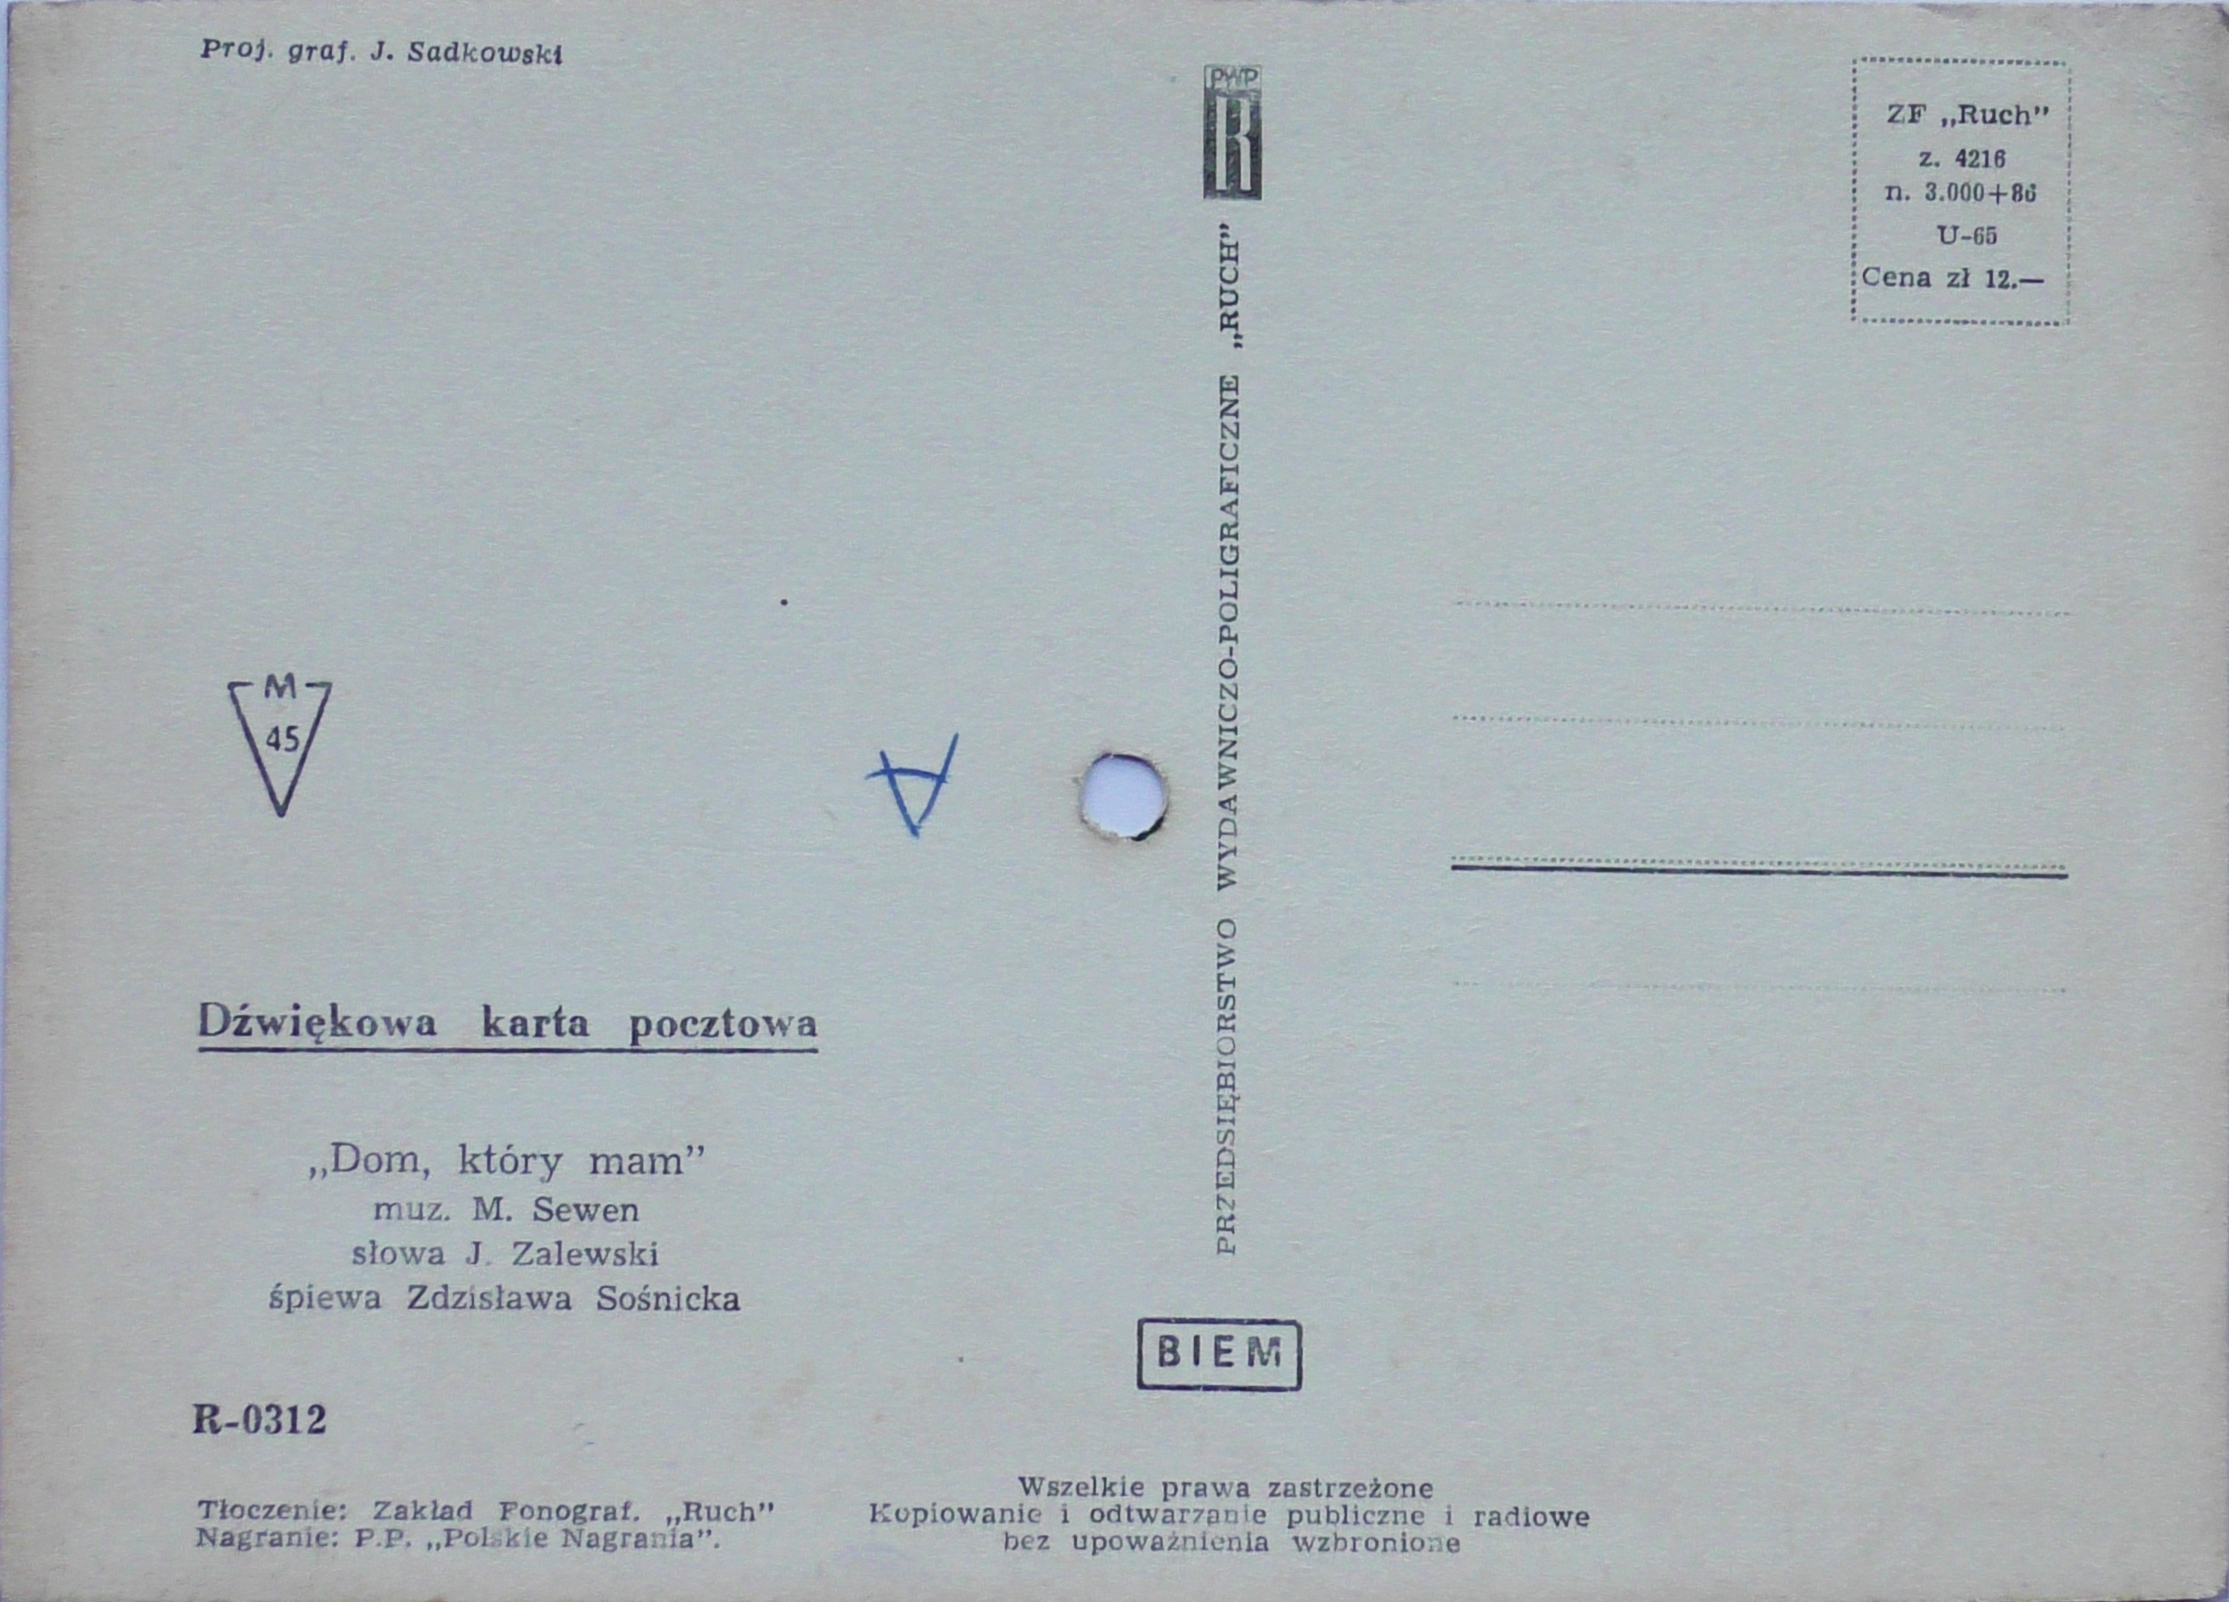 Proj. graf. J. Sadkowski
M
45
A
Dźwiękowa karta pocztowa
„Dom, który mam”
muz. M. Sewen
słowa J. Zalewski
śpiewa Zdzisława Sośnicka
R-0312
Tłoczenie: Zakład Fonograf. „Ruch”
Nagranie: P.P. „Polskie Nagrania”.
PWP
R
PRZEDSIĘBIORSTWO WYDAWNICZO-POLIGRAFICZNE „RUCH”
BIEM
Wszelkie prawa zastrzeżone
Kopiowanie i odtwarzanie publiczne i radiowe
bez upoważnienia wzbronione
ZF „Ruch”
z. 4216
n. 3.000+86
U-65
Cena zł 12.—